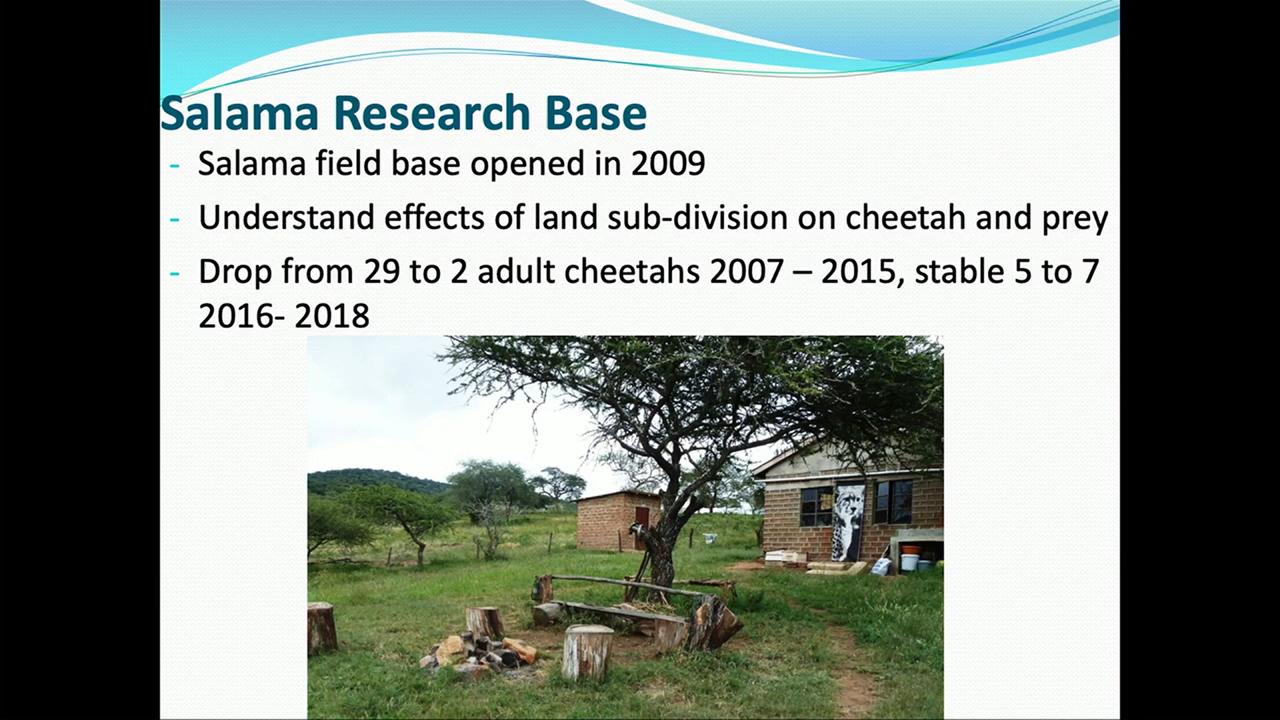 Salama Research Base
- Salama field base opened in 2009
- Understand effects of land sub-division on cheetah and prey
- Drop from 29 to 2 adult cheetahs 2007 – 2015, stable 5 to 7
2016- 2018